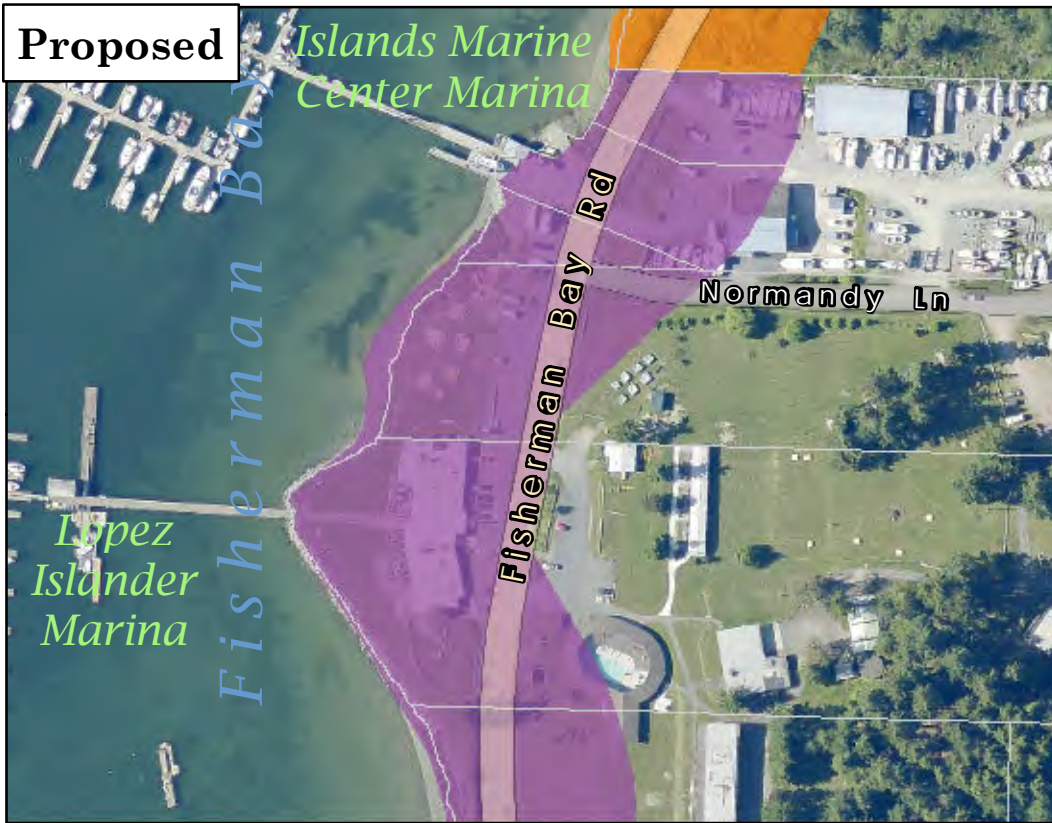 Proposed
Islands Marine
Center Marina
Fisherman Bay
Fisherman Bay Rd
Normandy Ln
Lopez
Islander
Marina